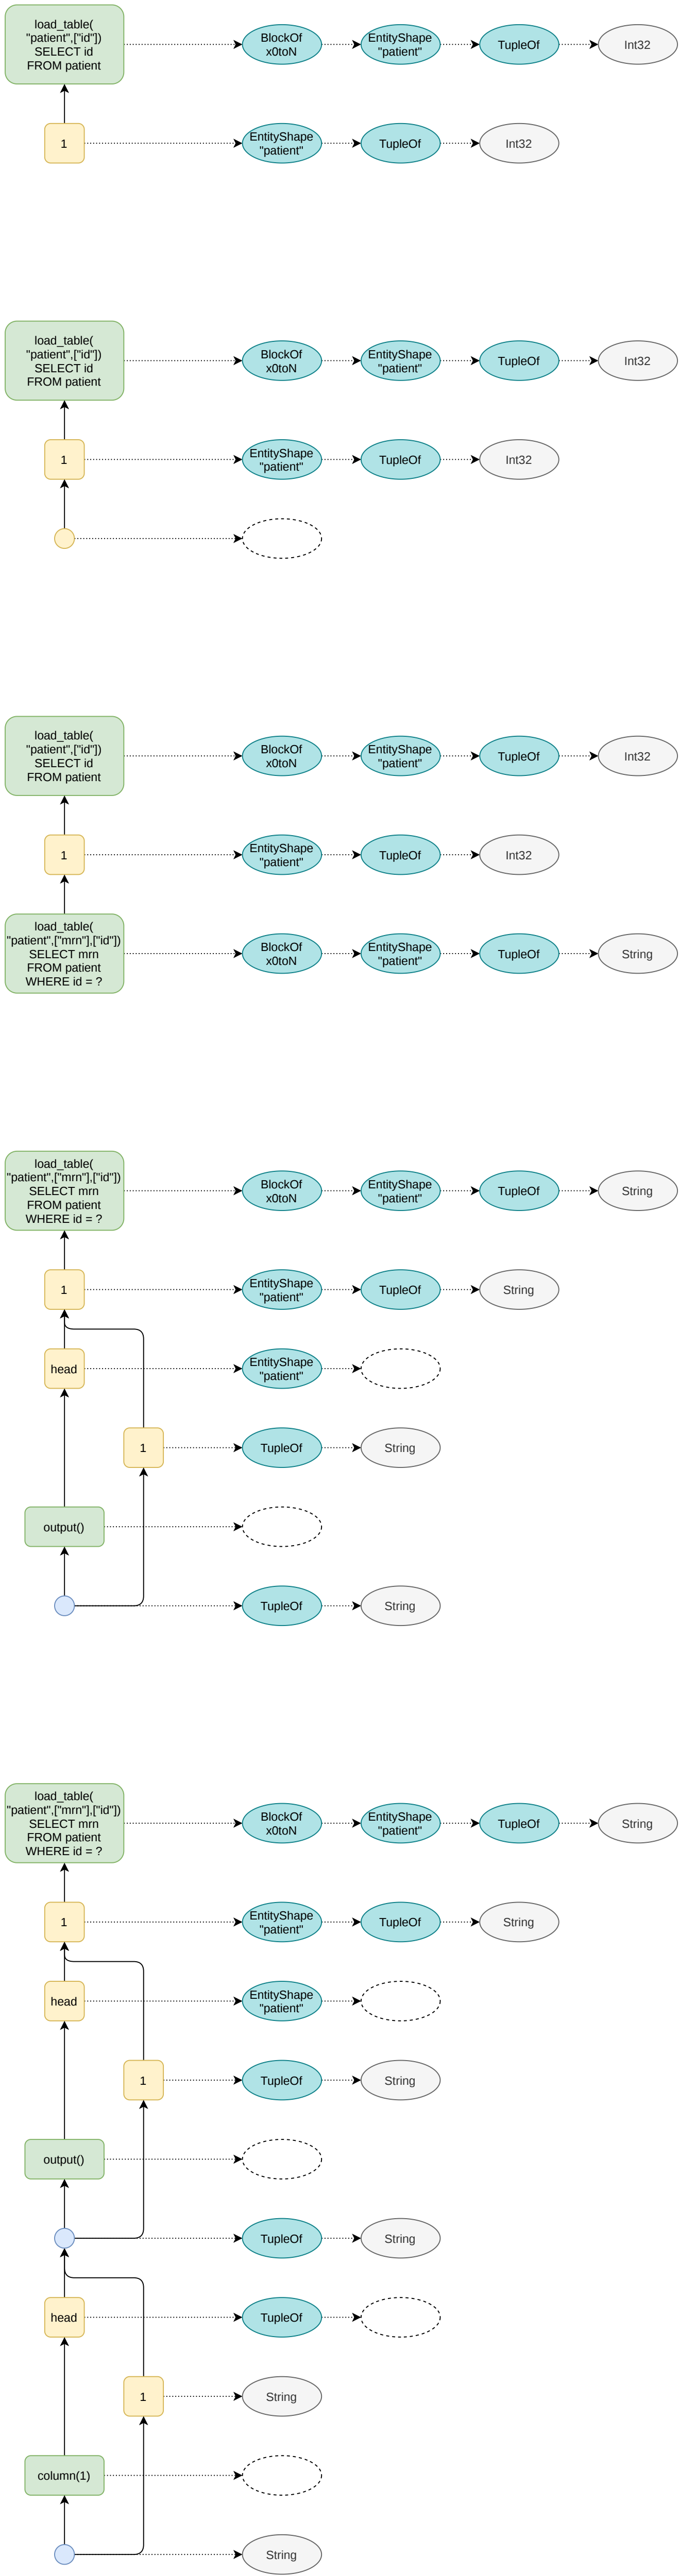 load_table(
"patient",["id"])
SELECT id
FROM patient
BlockOf
x0toN
EntityShape
"patient"
TupleOf
Int32
1
EntityShape
"patient"
TupleOf
Int32
load_table(
"patient",["id"])
SELECT id
FROM patient
BlockOf
x0toN
EntityShape
"patient"
TupleOf
Int32
1
EntityShape
"patient"
TupleOf
Int32
load_table(
"patient",["id"])
SELECT id
FROM patient
BlockOf
x0toN
EntityShape
"patient"
TupleOf
Int32
1
EntityShape
"patient"
TupleOf
Int32
load_table(
"patient",["mrn"],["id"])
SELECT mrn
FROM patient
WHERE id = ?
BlockOf
x0toN
EntityShape
"patient"
TupleOf
String
load_table(
"patient",["mrn"],["id"])
SELECT mrn
FROM patient
WHERE id = ?
BlockOf
x0toN
EntityShape
"patient"
TupleOf
String
1
EntityShape
"patient"
TupleOf
String
head
EntityShape
"patient"
1
TupleOf
String
output()
TupleOf
String
load_table(
"patient",["mrn"],["id"])
SELECT mrn
FROM patient
WHERE id = ?
BlockOf
x0toN
EntityShape
"patient"
TupleOf
String
1
EntityShape
"patient"
TupleOf
String
head
EntityShape
"patient"
1
TupleOf
String
output()
TupleOf
String
head
TupleOf
1
String
column(1)
String